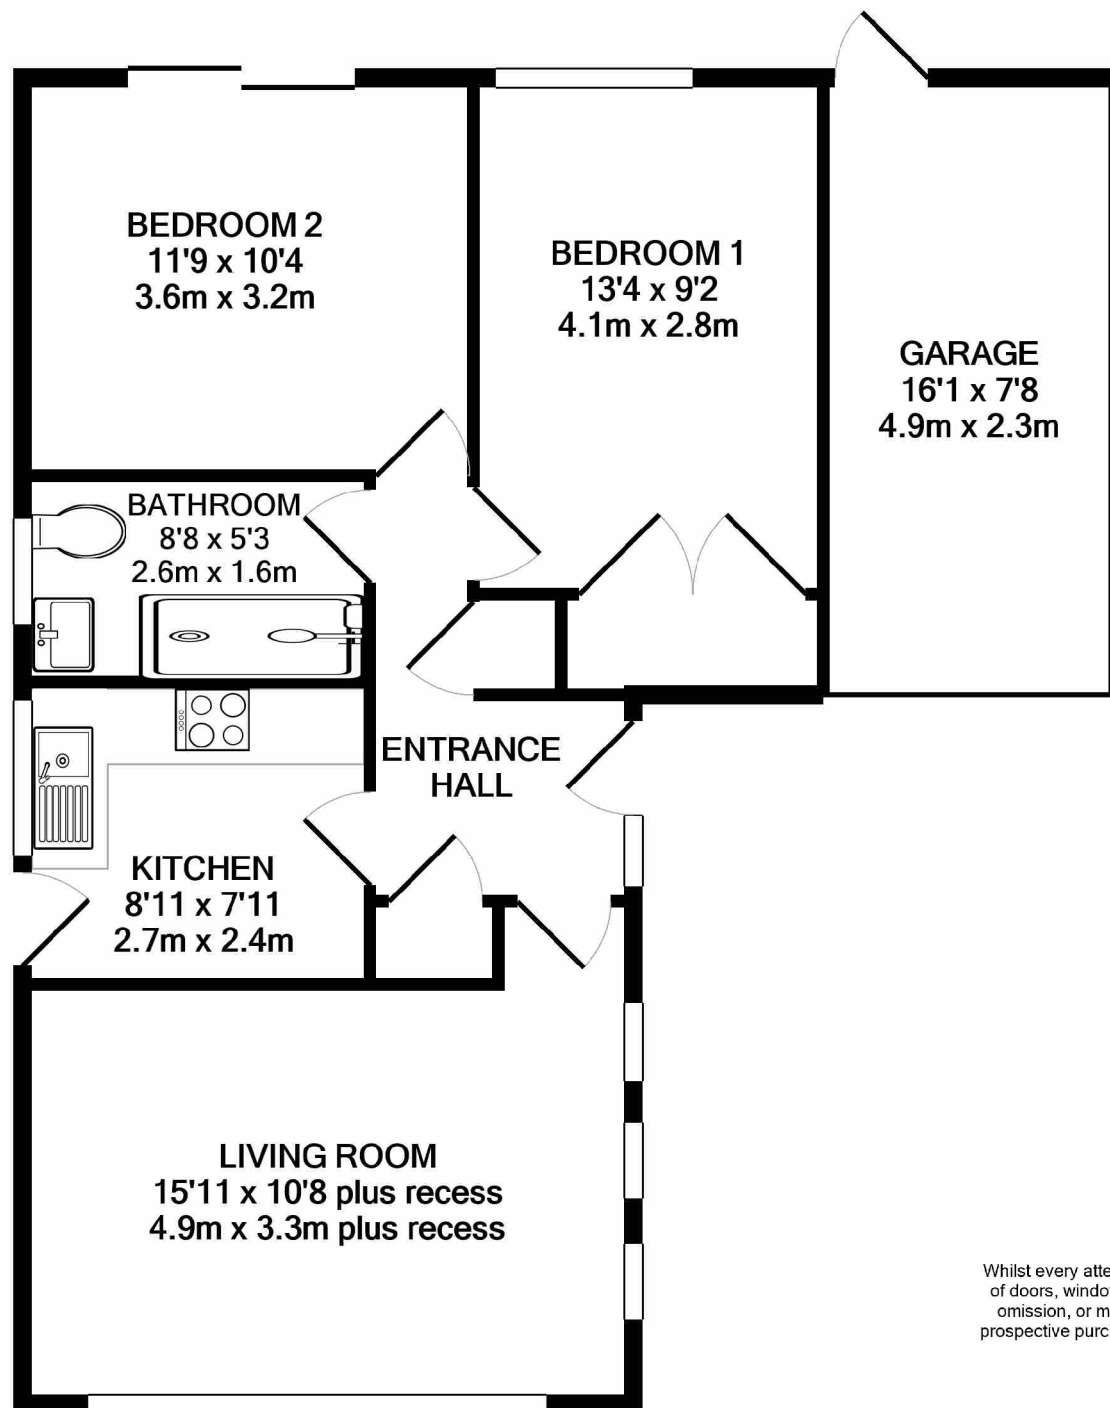 BEDROOM 2
11'9 x 10'4
3.6m x 3.2m
BEDROOM 1
13'4 x 9'2
4.1m x 2.8m
GARAGE
16'1 x 7'8
4.9m x 2.3m
BATHROOM
8'8 x 5'3
2.6m x 1.6m
ENTRANCE
HALL
KITCHEN
8'11 x 7'11
2.7m x 2.4m
LIVING ROOM
15'11 x 10'8 plus recess
4.9m x 3.3m plus recess
Whilst every atte
of doors, windo
omission, or m
prospective purc